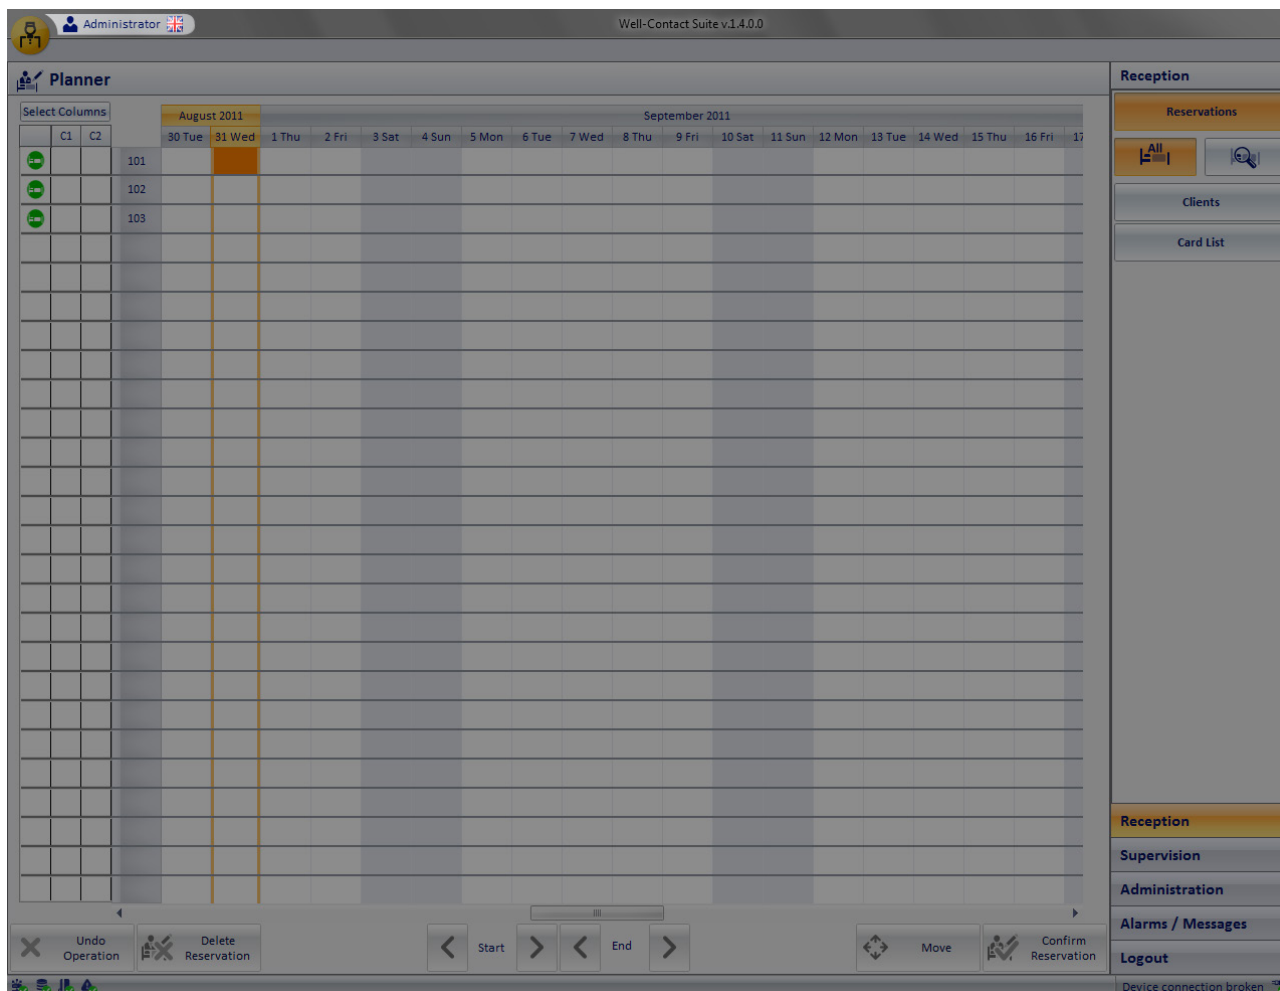 Administrator
Well-Contact Suite v.1.4.0.0
Planner
Reception
Select Columns
August 2011
September 2011
Reservations
C1 C2
30 Tue 31 Wed 1 Thu 2 Fri 3 Sat 4 Sun 5 Mon 6 Tue 7 Wed 8 Thu 9 Fri 10 Sat 11 Sun 12 Mon 13 Tue 14 Wed 15 Thu 16 Fri 17
All
101
102
103
Clients
Card List
Reception
Supervision
Administration
Alarms / Messages
Logout
Undo
Operation
Delete
Reservation
Start
End
Move
Confirm
Reservation
Device connection broken